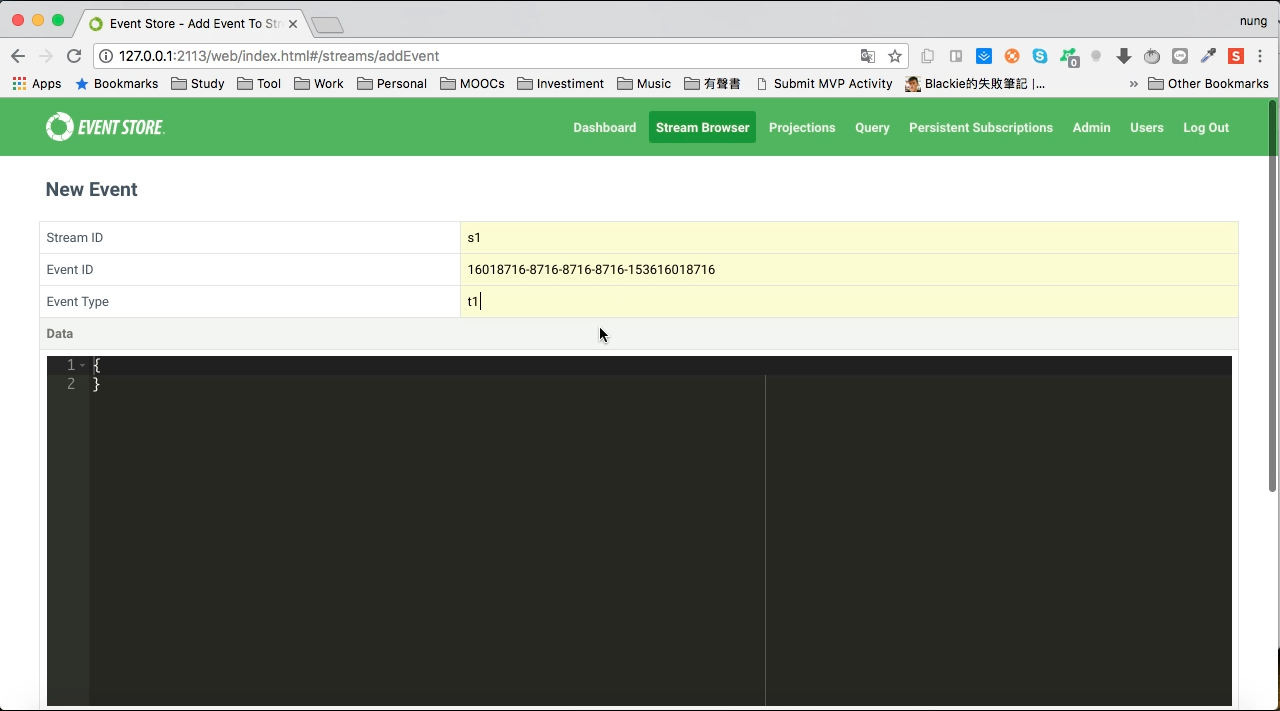 Event Store - Add Event To Str
nung
127.0.0.1:2113/web/index.html#/streams/addEvent
0
S
Apps Bookmarks Study Tool Work Personal MOOCs Investiment Music 有聲書 Submit MVP Activity Blackie的失敗筆記 |... » Other Bookmarks
EVENT STORE Dashboard Stream Browser Projections Query Persistent Subscriptions Admin Users Log Out
New Event
Stream ID s1
Event ID 16018716-8716-8716-8716-153616018716
Event Type t1
Data
1 {
2 }